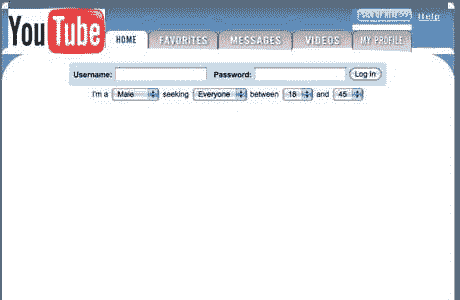 Sign Up Here >>> Help
YouTube
HOME FAVORITES MESSAGES VIDEOS MY PROFILE
Username: Password: Log In
I'm a Male seeking Everyone between 18 and 45